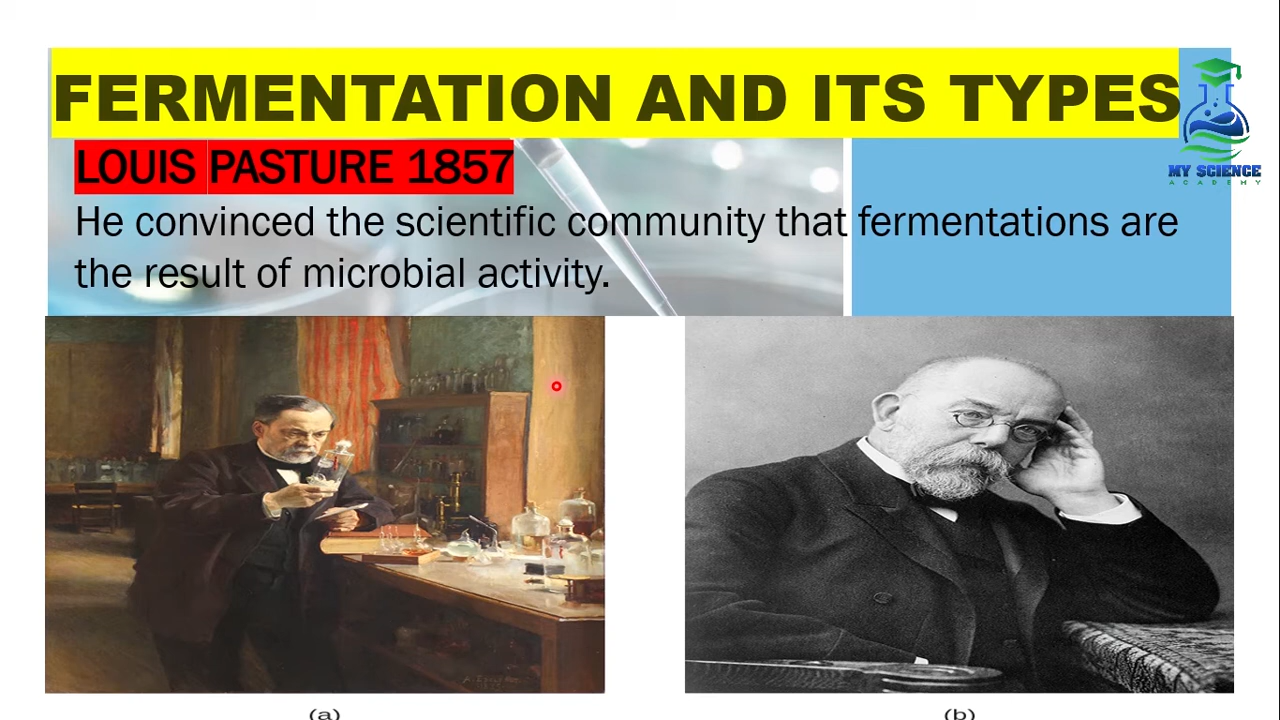 FERMENTATION AND ITS TYPES
MY SCIENCE
ACADEMY
LOUIS PASTURE 1857
He convinced the scientific community that fermentations are
the result of microbial activity.
(a)
(b)